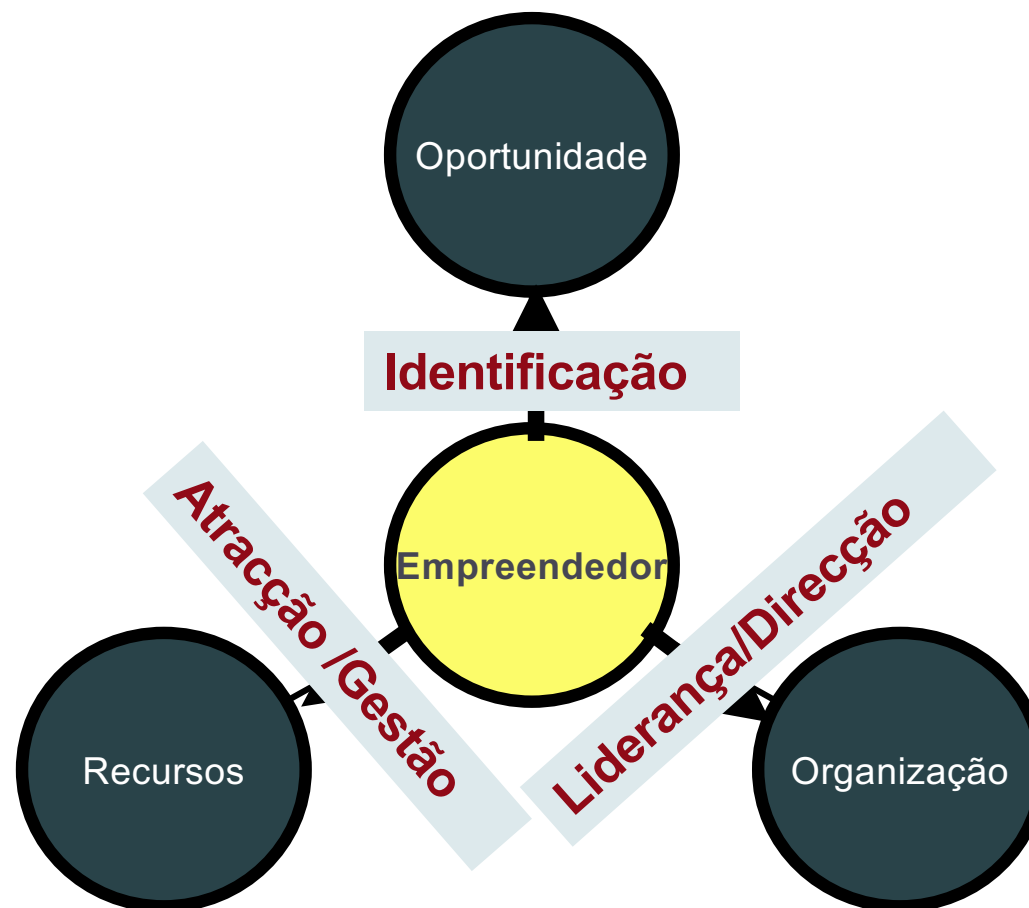 Oportunidade
Identificação
Atracção /Gestão
Empreendedor
Liderança/Direcção
Recursos
Organização